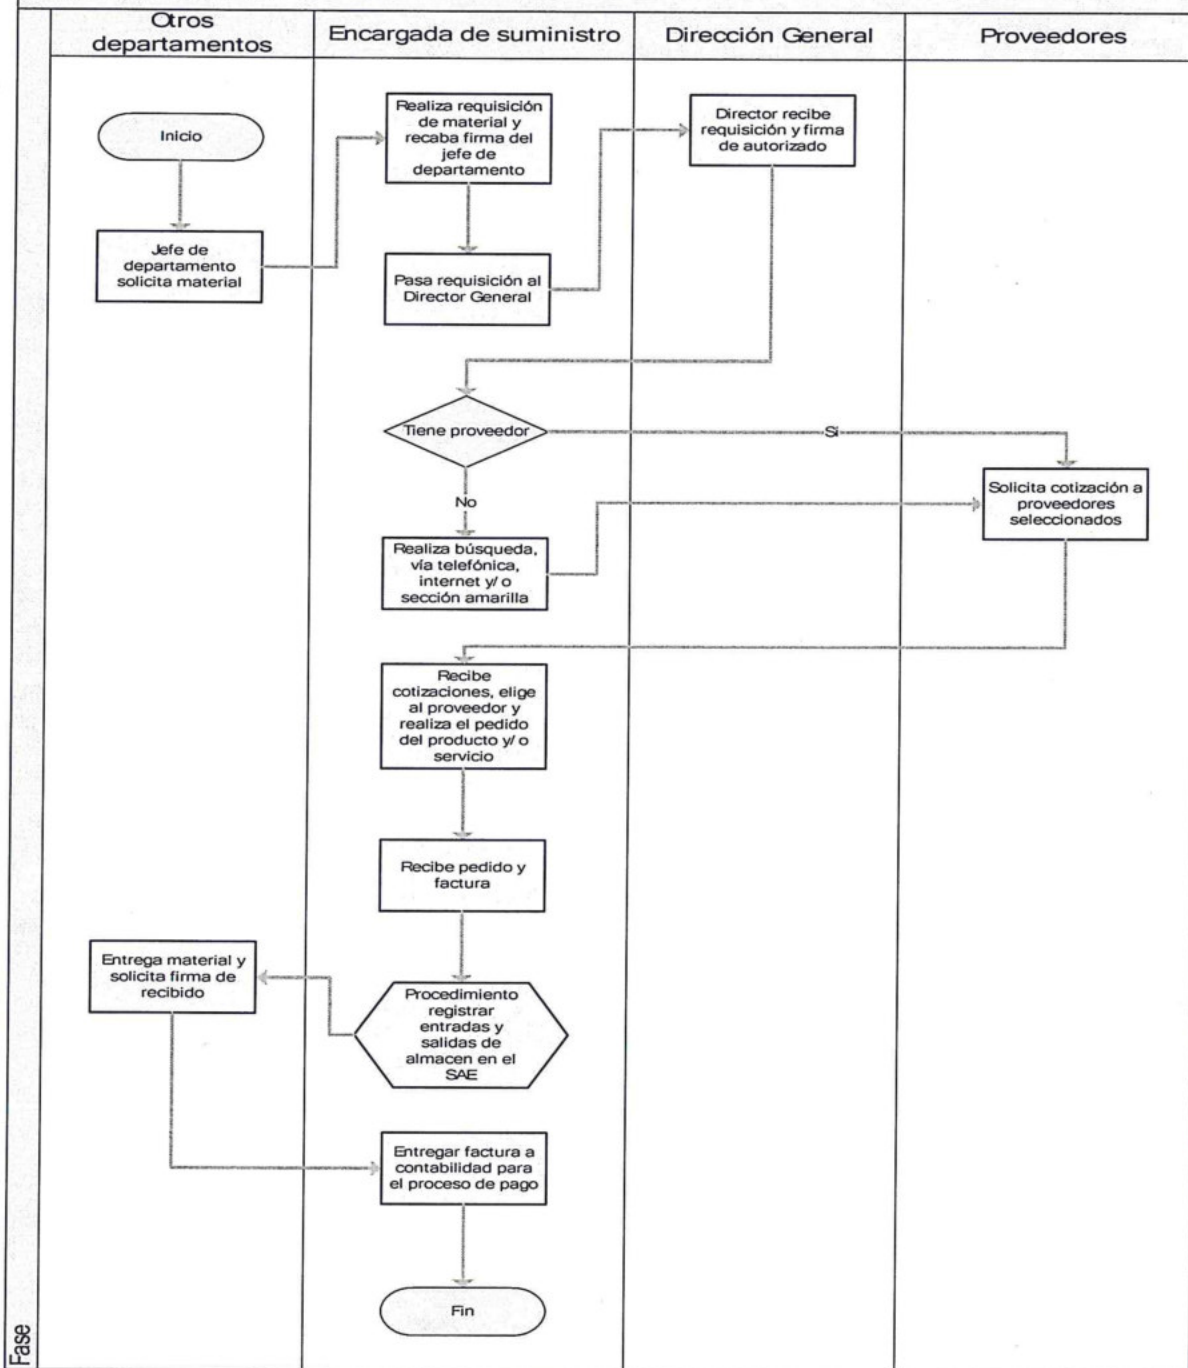 Otros
departamentos
Encargada de suministro
Dirección General
Proveedores
Inicio
Jefe de
departamento
solicita material
Realiza requisición
de material y
recaba firma del
jefe de
departamento
Pasa requisición al
Director General
Director recibe
requisición y firma
de autorizado
Tiene proveedor
Si
No
Realiza búsqueda,
vía telefónica,
internet y/o
sección amarilla
Solicita cotización a
proveedores
seleccionados
Recibe
cotizaciones, elige
al proveedor y
realiza el pedido
del producto y/o
servicio
Recibe pedido y
factura
Procedimiento
registrar
entradas y
salidas de
almacen en el
SAE
Entrega material y
solicita firma de
recibido
Entregar factura a
contabilidad para
el proceso de pago
Fin
Fase